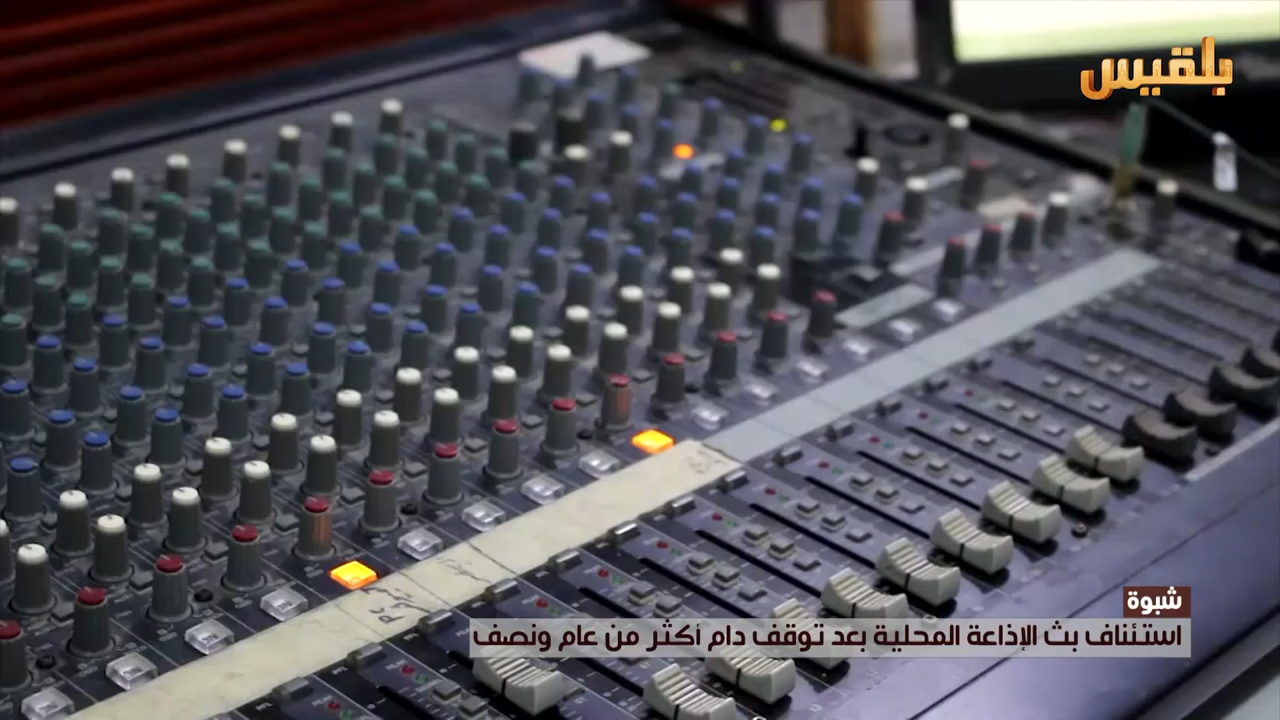 بلقيس
شبوة
استئناف بث الإذاعة المحلية بعد توقف دام أكثر من عام ونصف